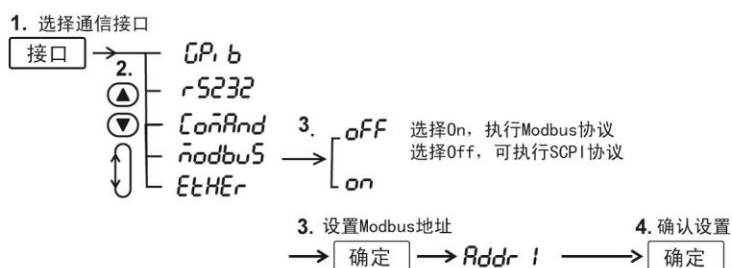 1. 选择通信接口
接口
2.
GPib
rS232
ComAnd
modbuS
EtHEr
3.
oFF
on
选择On，执行Modbus协议
选择Off，可执行SCPI协议
3. 设置Modbus地址
确定
Addr 1
4. 确认设置
确定